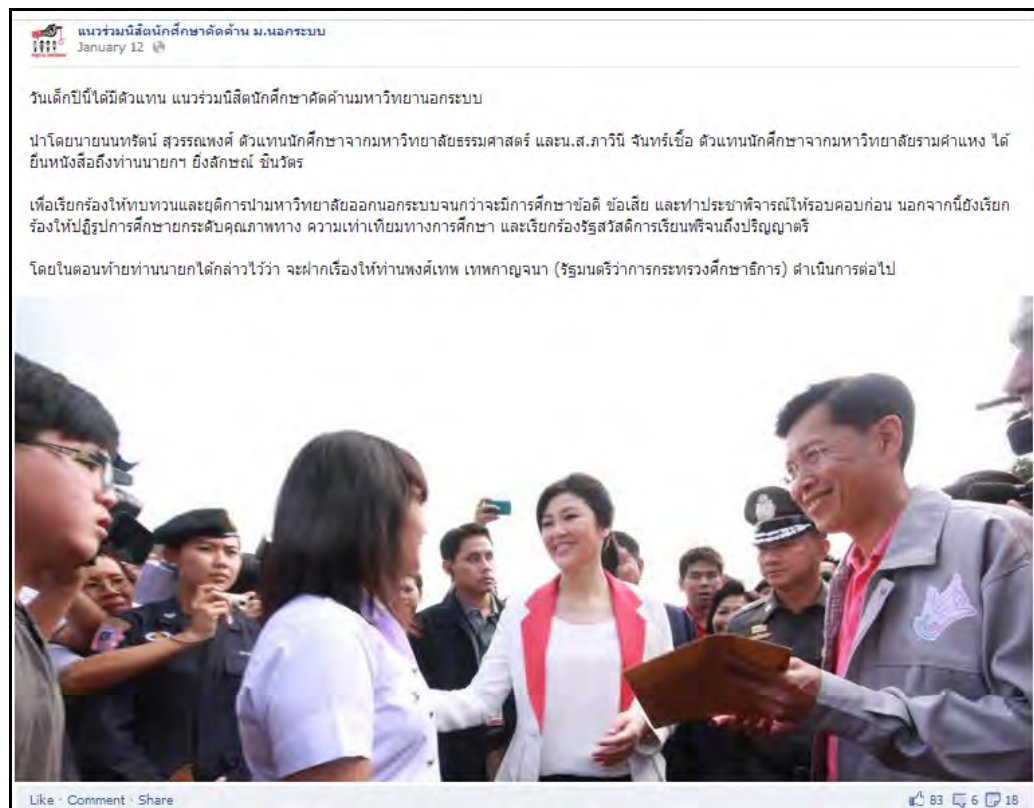 แนวร่วมนิสิตนักศึกษาคัดค้าน ม.นอกระบบ
January 12
วันเด็กปีนี้ได้มีตัวแทน แนวร่วมนิสิตนักศึกษาคัดค้านมหาวิทยานอกระบบ
นำโดยนายนนทรัตน์ สุวรรณพงศ์ ตัวแทนนักศึกษาจากมหาวิทยาลัยธรรมศาสตร์ และน.ส.ภาวินี จันทร์เชื้อ ตัวแทนนักศึกษาจากมหาวิทยาลัยรามคำแหง ได้
ยื่นหนังสือถึงท่านนายกฯ ยิ่งลักษณ์ ชินวัตร
เพื่อเรียกร้องให้ทบทวนและยุติการนำมหาวิทยาลัยออกนอกระบบจนกว่าจะมีการศึกษาข้อดี ข้อเสีย และทำประชาพิจารณ์ให้รอบคอบก่อน นอกจากนี้ยังเรียก
ร้องให้ปฏิรูปการศึกษายกระดับคุณภาพทาง ความเท่าเทียมทางการศึกษา และเรียกร้องรัฐสวัสดิการเรียนฟรีจนถึงปริญญาตรี
โดยในตอนท้ายท่านนายกได้กล่าวไว้ว่า จะฝากเรื่องให้ท่านพงศ์เทพ เทพกาญจนา (รัฐมนตรีว่าการกระทรวงศึกษาธิการ) ดำเนินการต่อไป
Like · Comment · Share
83 6 18